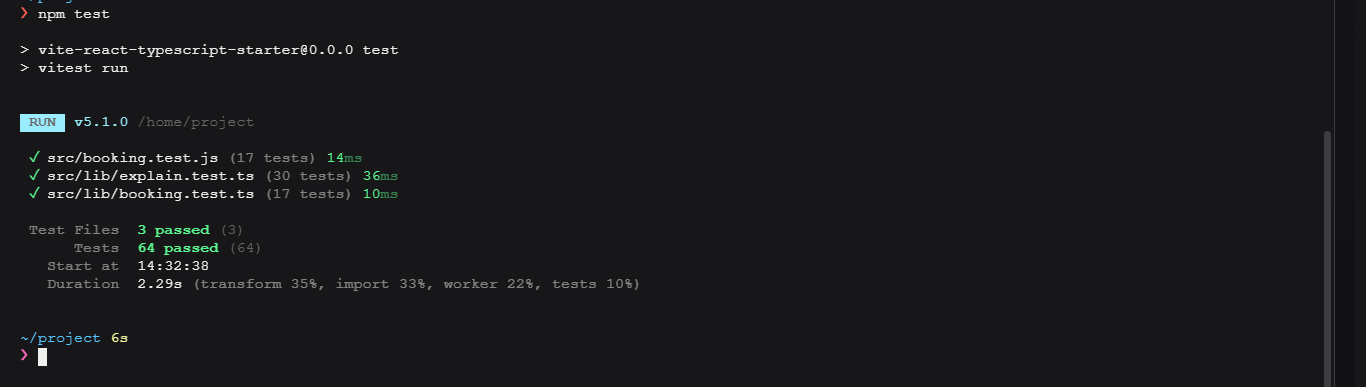 ❯ npm test
> vite-react-typescript-starter@0.0.0 test
> vitest run
RUN v5.1.0 /home/project
✓ src/booking.test.js (17 tests) 14ms
✓ src/lib/explain.test.ts (30 tests) 36ms
✓ src/lib/booking.test.ts (17 tests) 10ms
Test Files 3 passed (3)
Tests 64 passed (64)
Start at 14:32:38
Duration 2.29s (transform 35%, import 33%, worker 22%, tests 10%)
~/project 6s
❯